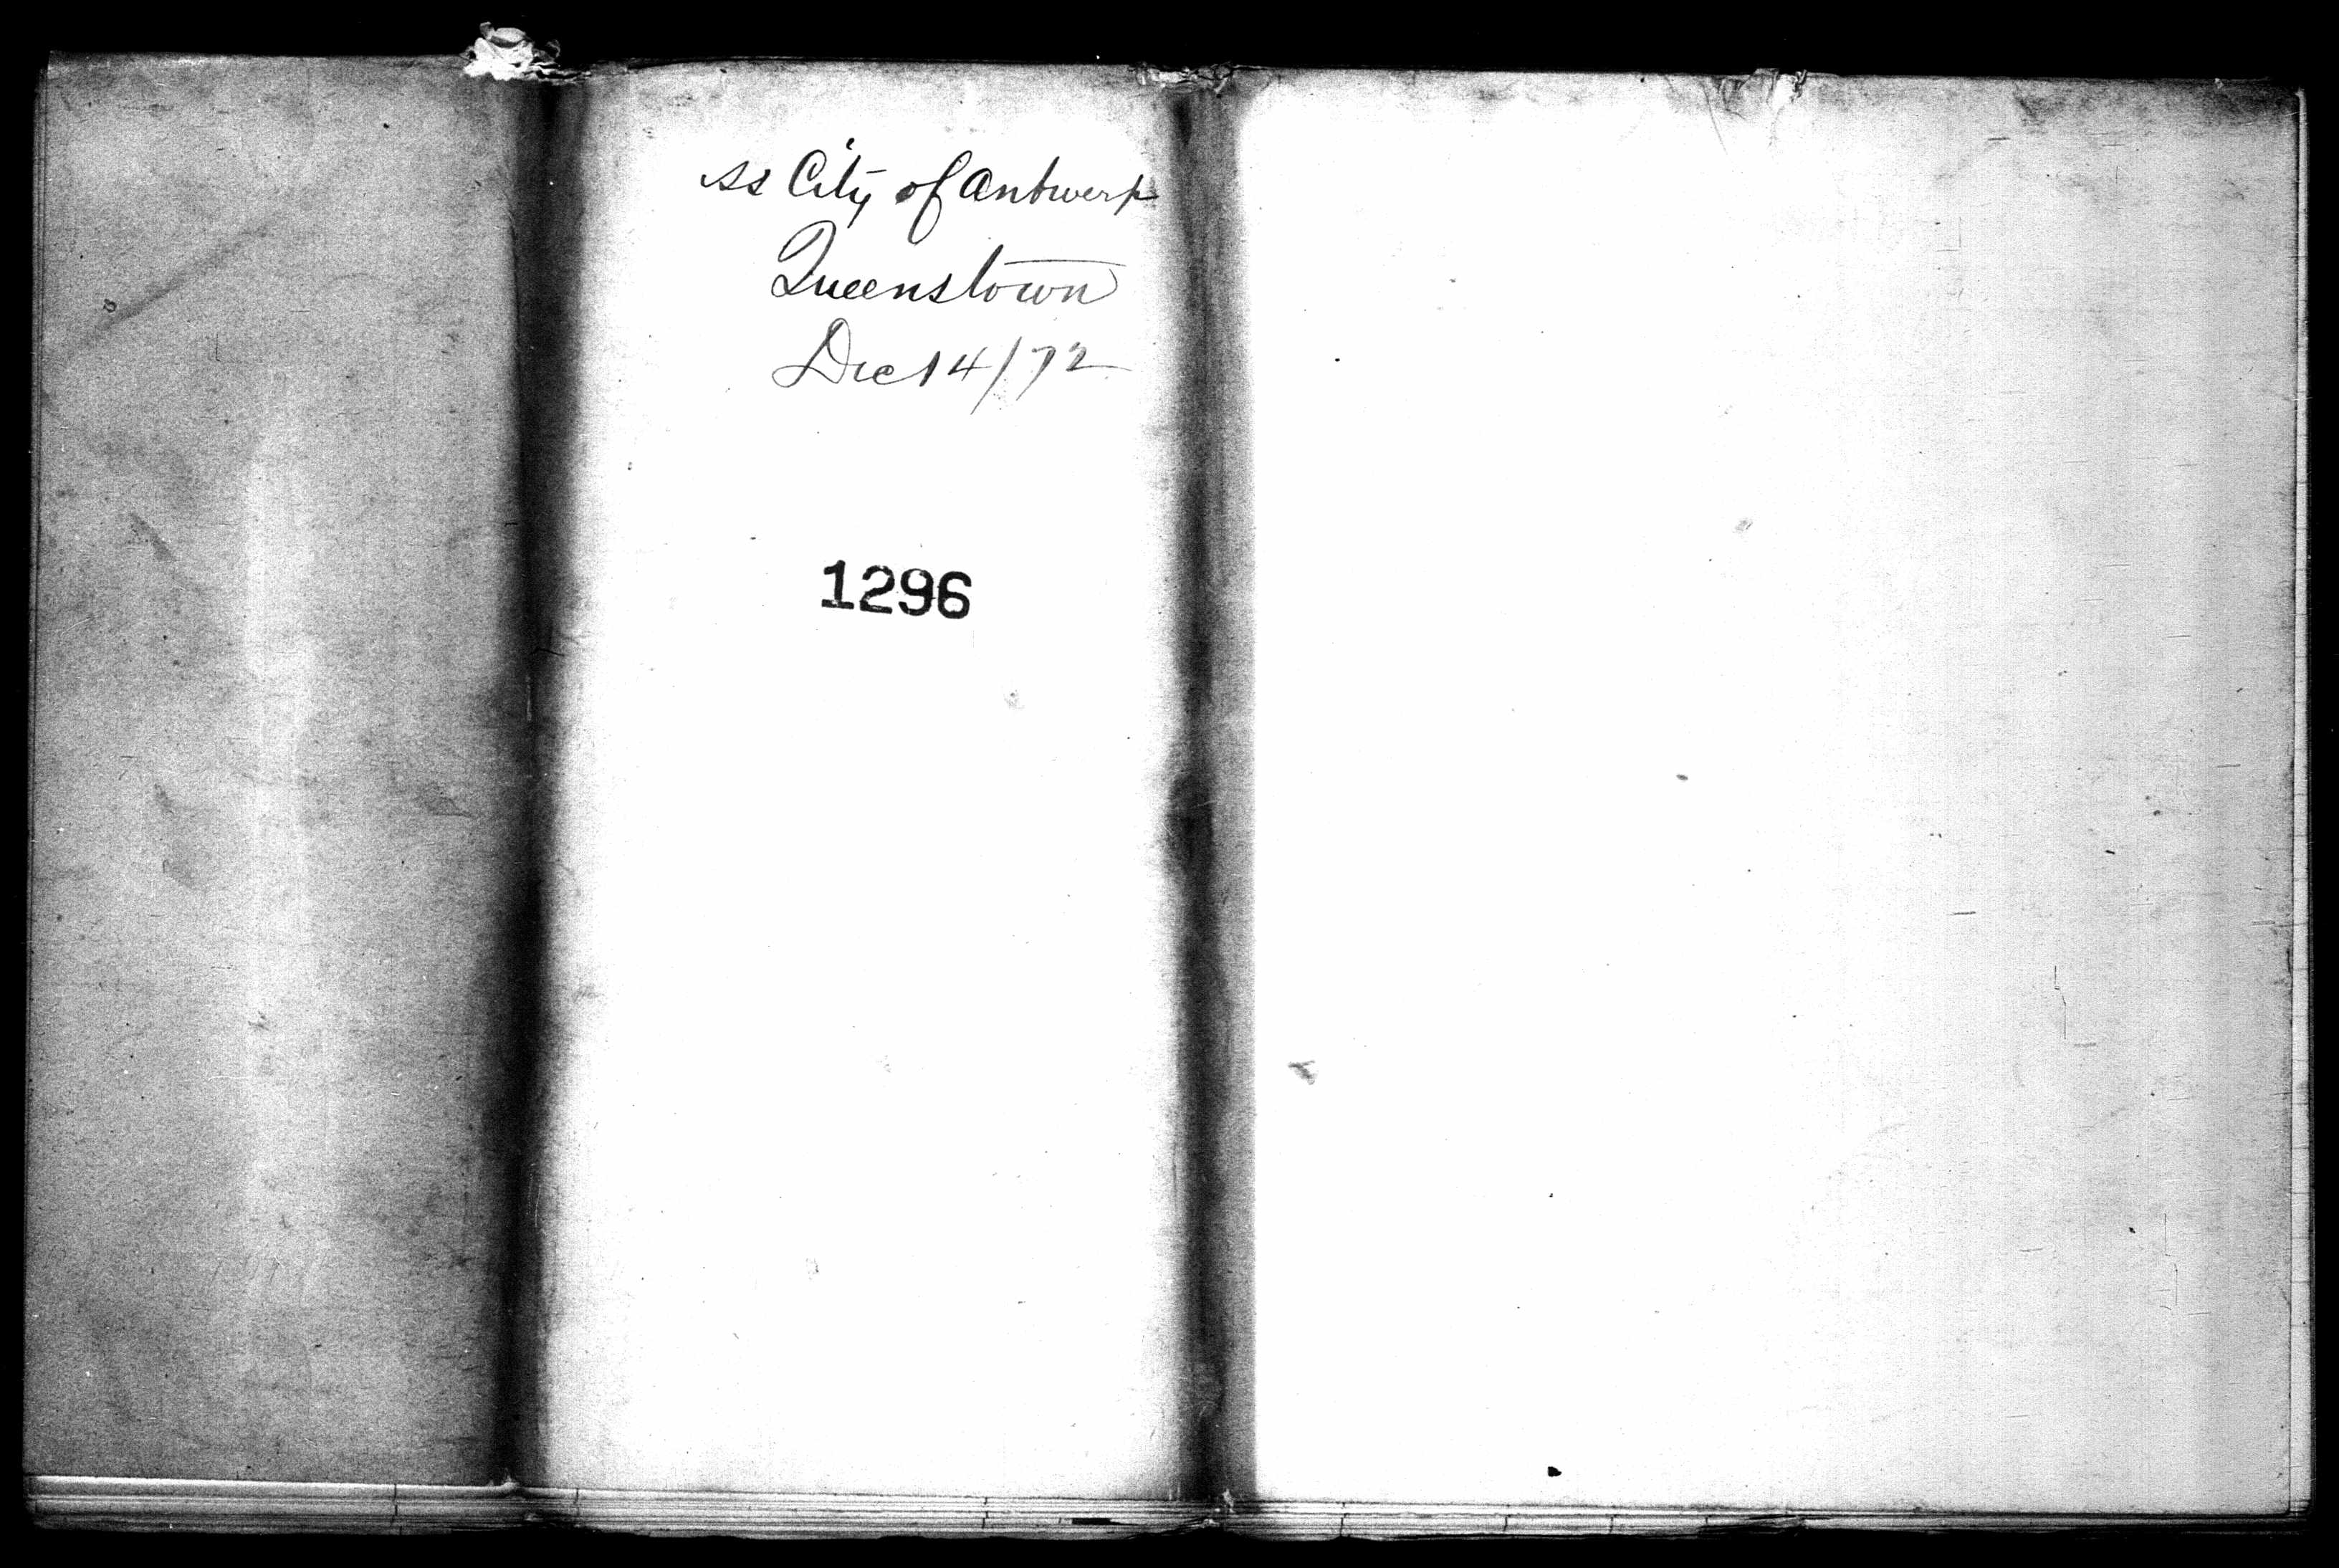 ss City of Antwerp
Queenstown
Dec 14/72
1296